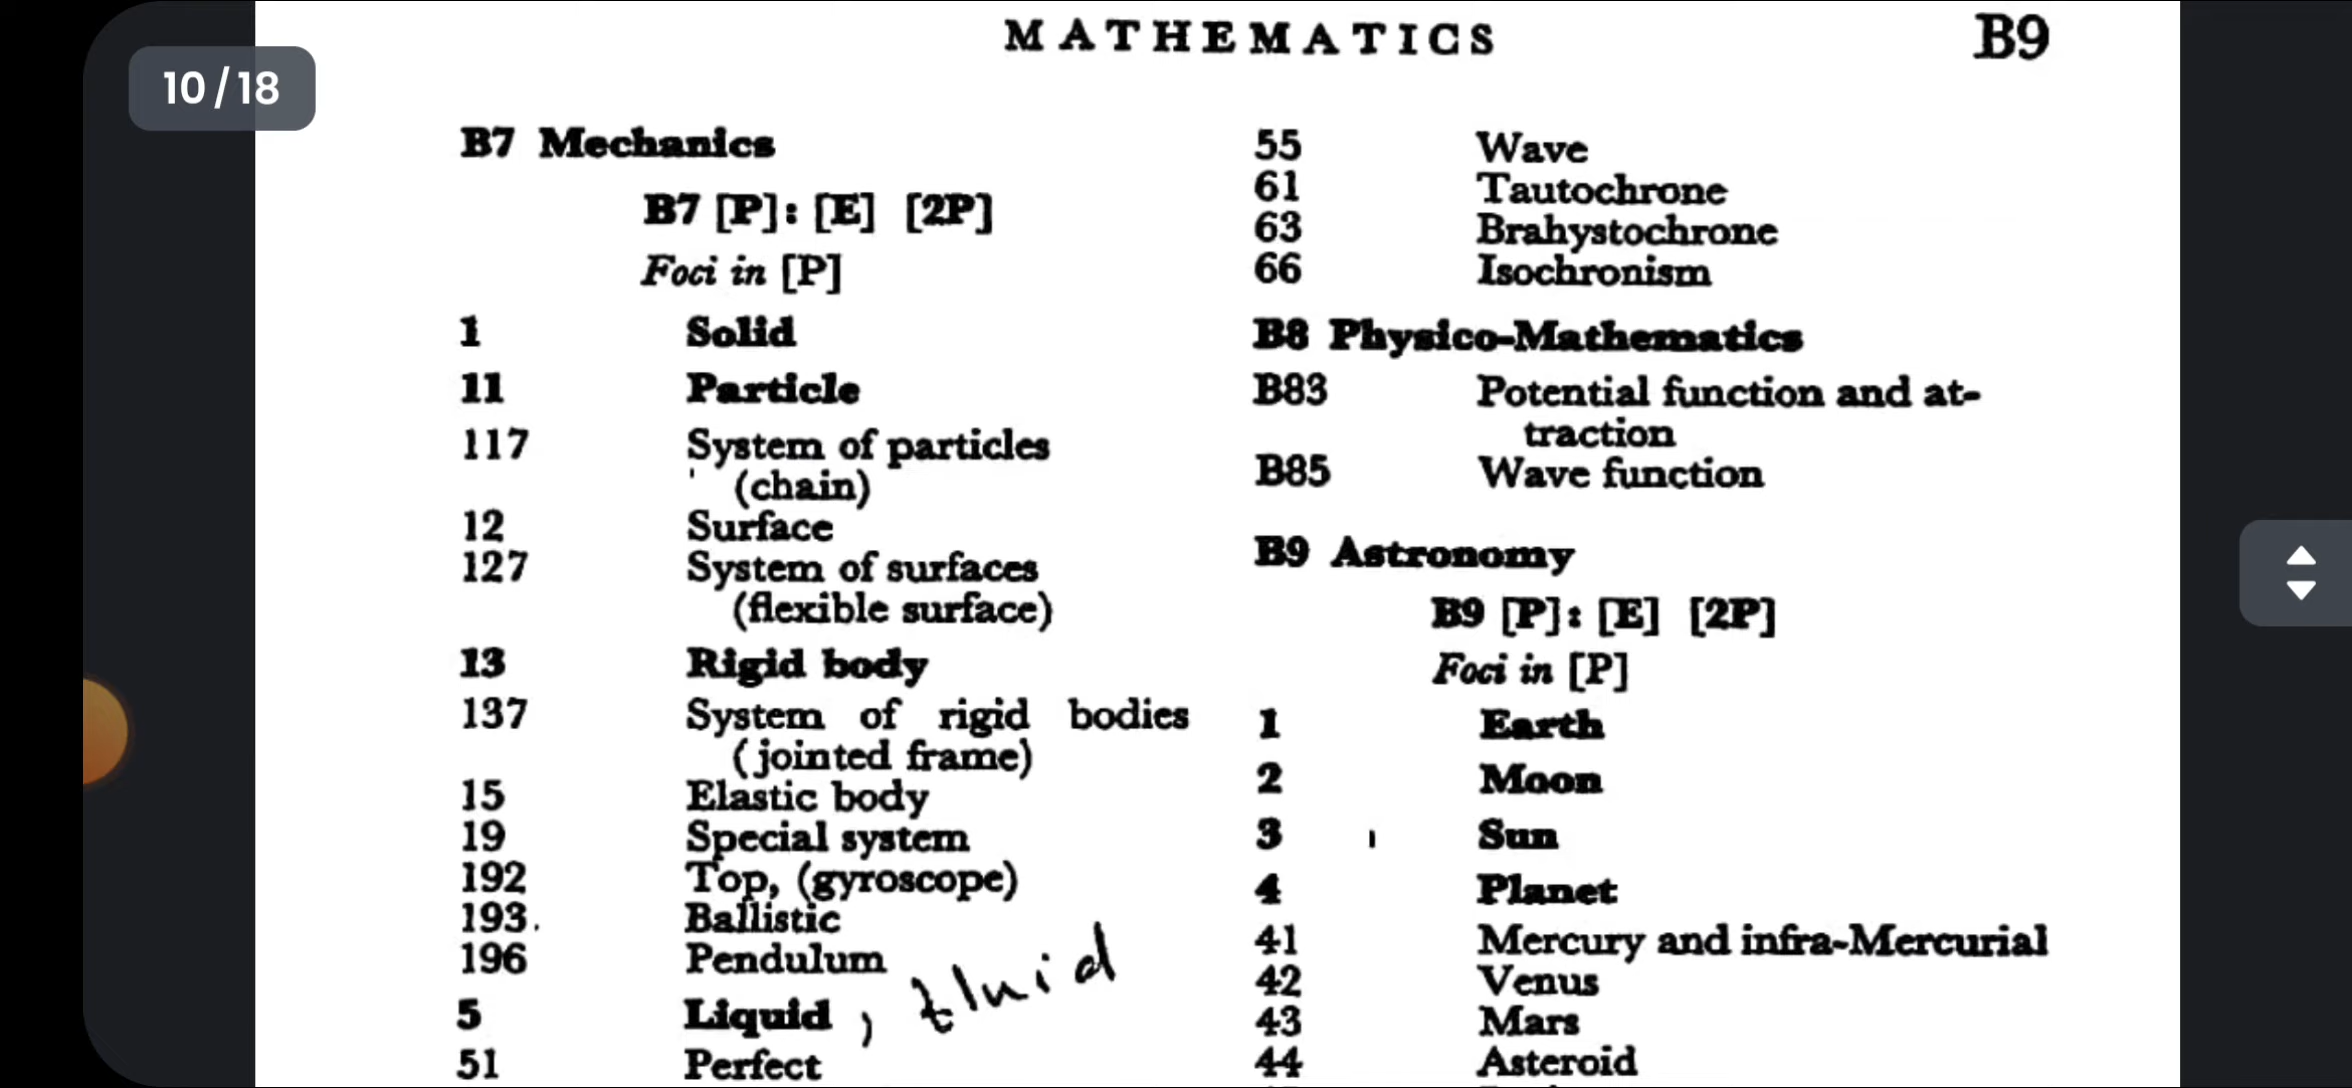 MATHEMATICS
B9
10/18
B7 Mechanics
B7 [P]: [E] [2P]
Foci in [P]
1 Solid
11 Particle
117 System of particles
(chain)
12 Surface
127 System of surfaces
(flexible surface)
13 Rigid body
137 System of rigid bodies
(jointed frame)
15 Elastic body
19 Special system
192 Top, (gyroscope)
193. Ballistic
196 Pendulum
5 Liquid , fluid
51 Perfect
55 Wave
61 Tautochrone
63 Brahystochrone
66 Isochronism
B8 Physico-Mathematics
B83 Potential function and at-
traction
B85 Wave function
B9 Astronomy
B9 [P]: [E] [2P]
Foci in [P]
1 Earth
2 Moon
3 Sun
4 Planet
41 Mercury and infra-Mercurial
42 Venus
43 Mars
44 Asteroid